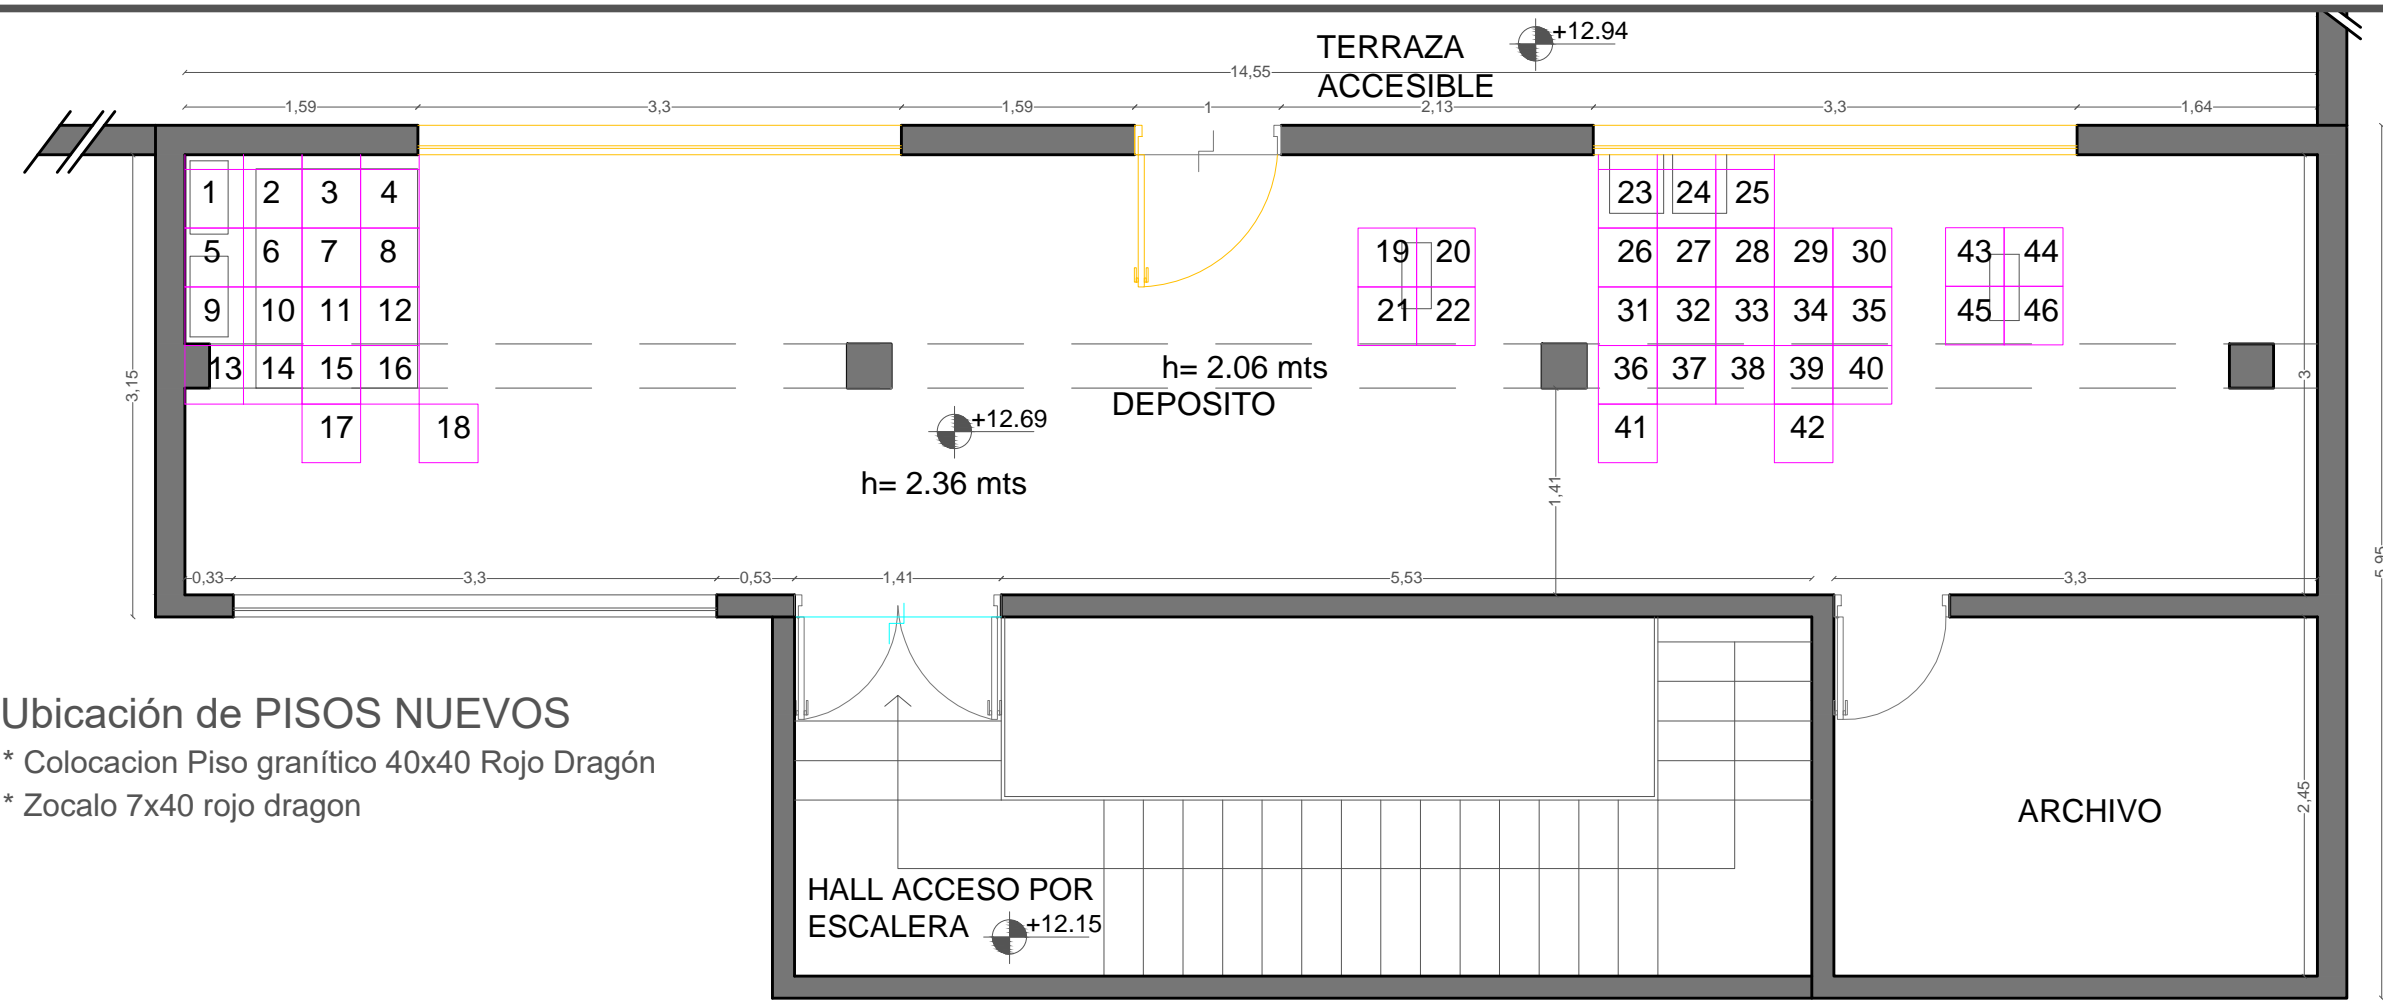 TERRAZA
ACCESIBLE
+12.94
14,55
1,59
3,3
1,59
1
2,13
3,3
1,64
1 2 3 4
23 24 25
5 6 7 8
19 20
26 27 28 29 30
43 44
9 10 11 12
21 22
31 32 33 34 35
45 46
13 14 15 16
h= 2.06 mts
36 37 38 39 40
3
3,15
DEPOSITO
17 18
+12.69
41 42
h= 2.36 mts
1,41
0,33
3,3
0,53
1,41
5,53
3,3
5,95
Ubicación de PISOS NUEVOS
* Colocacion Piso granítico 40x40 Rojo Dragón
* Zocalo 7x40 rojo dragon
2,45
ARCHIVO
HALL ACCESO POR
ESCALERA
+12.15